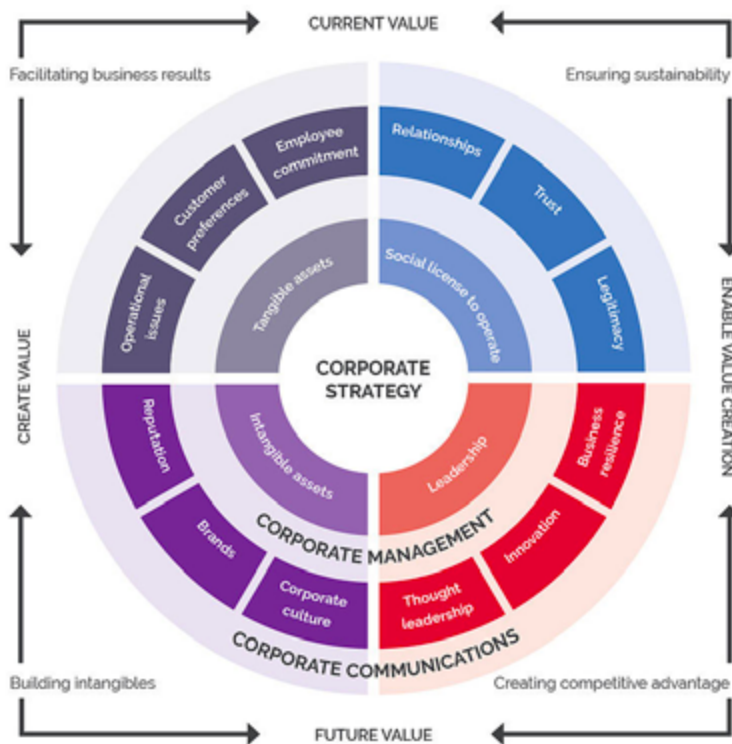 CURRENT VALUE
Facilitating business results
Ensuring sustainability
Employee
commitment
Relationships
Customer
preferences
Trust
Operational
issues
Legitimacy
Tangible assets
Social license to operate
CREATE VALUE
CORPORATE
STRATEGY
ENABLE VALUE CREATION
Reputation
Intangible assets
Leadership
Business
resilience
Brands
CORPORATE MANAGEMENT
Innovation
Corporate
culture
Thought
leadership
CORPORATE COMMUNICATIONS
Building intangibles
Creating competitive advantage
FUTURE VALUE